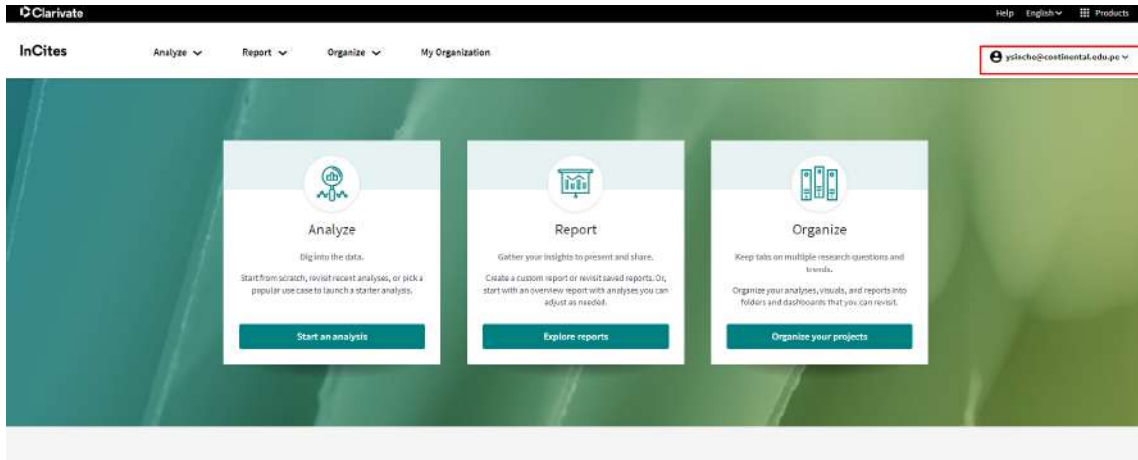 Clarivate
Help English Products
InCites
Analyze Report Organize My Organization
ysinche@continental.edu.pe
Analyze
Dig into the data.
Start from scratch, revisit recent analyses, or pick a
popular use case to launch a starter analysis.
Start an analysis
Report
Gather your insights to present and share.
Create a custom report or revisit saved reports. Or,
start with an overview report with analyses you can
adjust as needed.
Explore reports
Organize
Keep tabs on multiple research questions and
trends.
Organize your analyses, visuals, and reports into
folders and dashboards that you can revisit.
Organize your projects